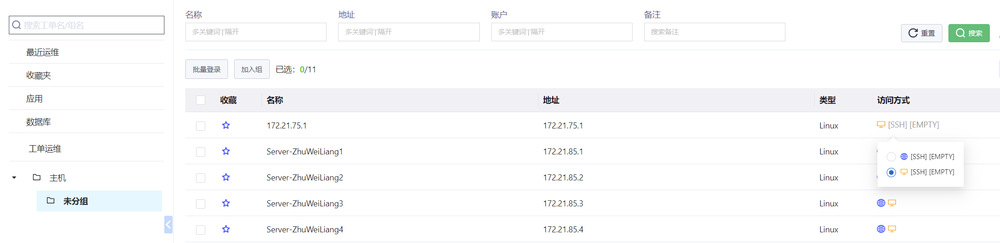 搜索工单名/组名
最近运维
收藏夹
应用
数据库
工单运维
主机
未分组
名称 地址 账户 备注
多关键词'|'隔开 多关键词'|'隔开 多关键词'|'隔开 搜索备注
重置 搜索
批量登录 加入组 已选：0/11
收藏 名称 地址 类型 访问方式
172.21.75.1 172.21.75.1 Linux [SSH] [EMPTY]
Server-ZhuWeiLiang1 172.21.85.1 Linux
[SSH] [EMPTY]
[SSH] [EMPTY]
Server-ZhuWeiLiang2 172.21.85.2 Linux
Server-ZhuWeiLiang3 172.21.85.3 Linux
Server-ZhuWeiLiang4 172.21.85.4 Linux